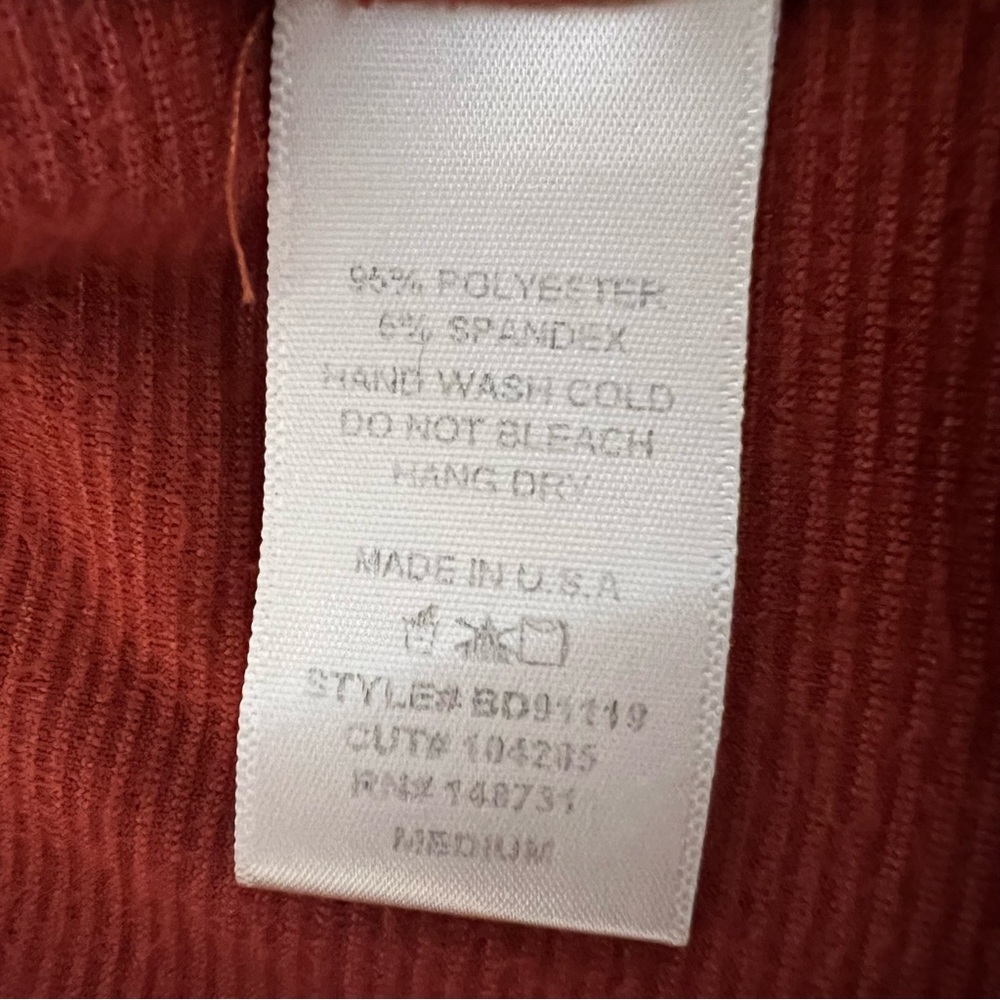 95% POLYESTER
5% SPANDEX
HAND WASH COLD
DO NOT BLEACH
HANG DRY
MADE IN U.S.A
STYLE# BD91119
CUT# 104285
RN# 148731
MEDIUM